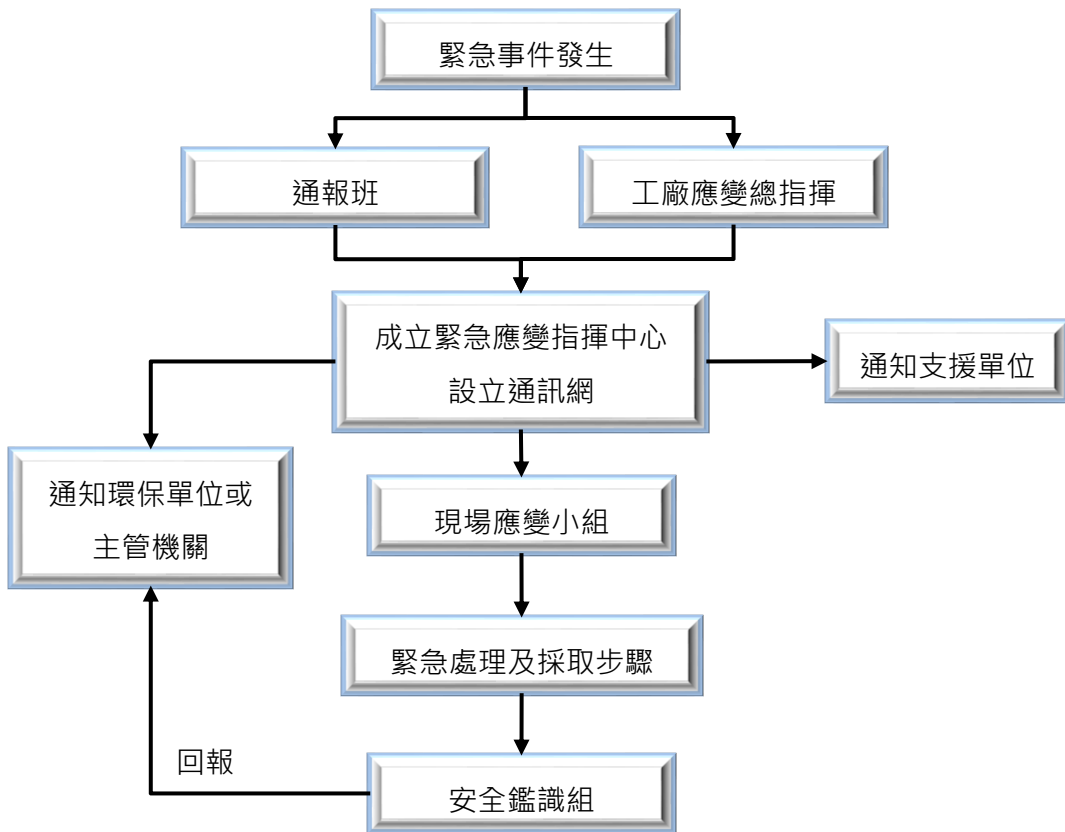 緊急事件發生
通報班
工廠應變總指揮
成立緊急應變指揮中心
設立通訊網
通知支援單位
通知環保單位或
主管機關
現場應變小組
緊急處理及採取步驟
回報
安全鑑識組